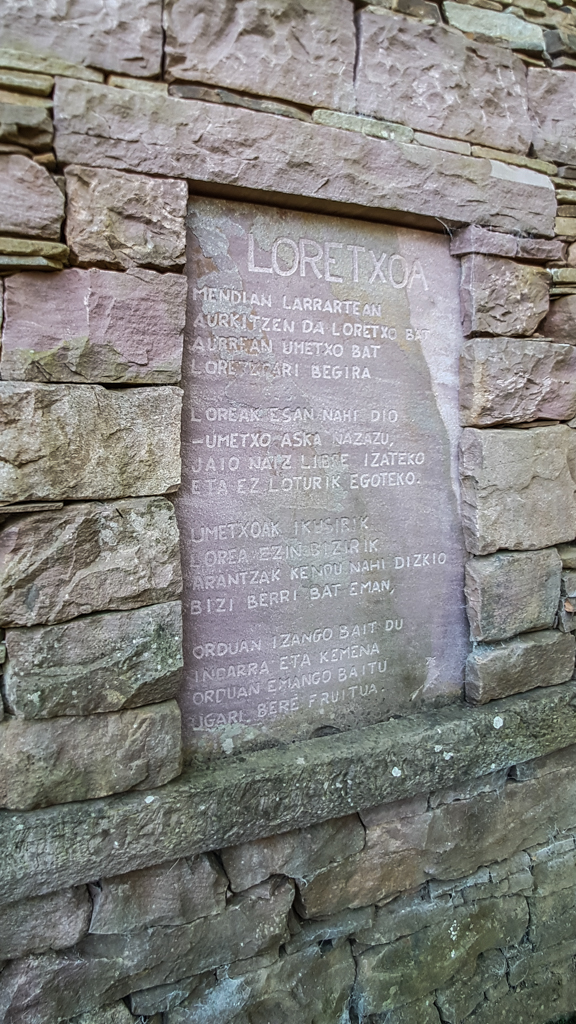 LORETXOA
MENDIAN LARRARTEAN
AURKITZEN DA LORETXO BAT
AURREAN UMETXO BAT
LORETXOARI BEGIRA
LOREAK ESAN NAHI DIO
-UMETXO ASKA NAZAZU,
JAIO NAIZ LIBRE IZATEKO
ETA EZ LOTURIK EGOTEKO.
UMETXOAK IKUSIRIK
LOREA EZIN BIZIRIK
ARANTZAK KENDU NAHI DIZKIO
BIZI BERRI BAT EMAN,
ORDUAN IZANGO BAIT DU
INDARRA ETA KEMENA
ORDUAN EMANGO BAITU
UGARI, BERE FRUITUA.